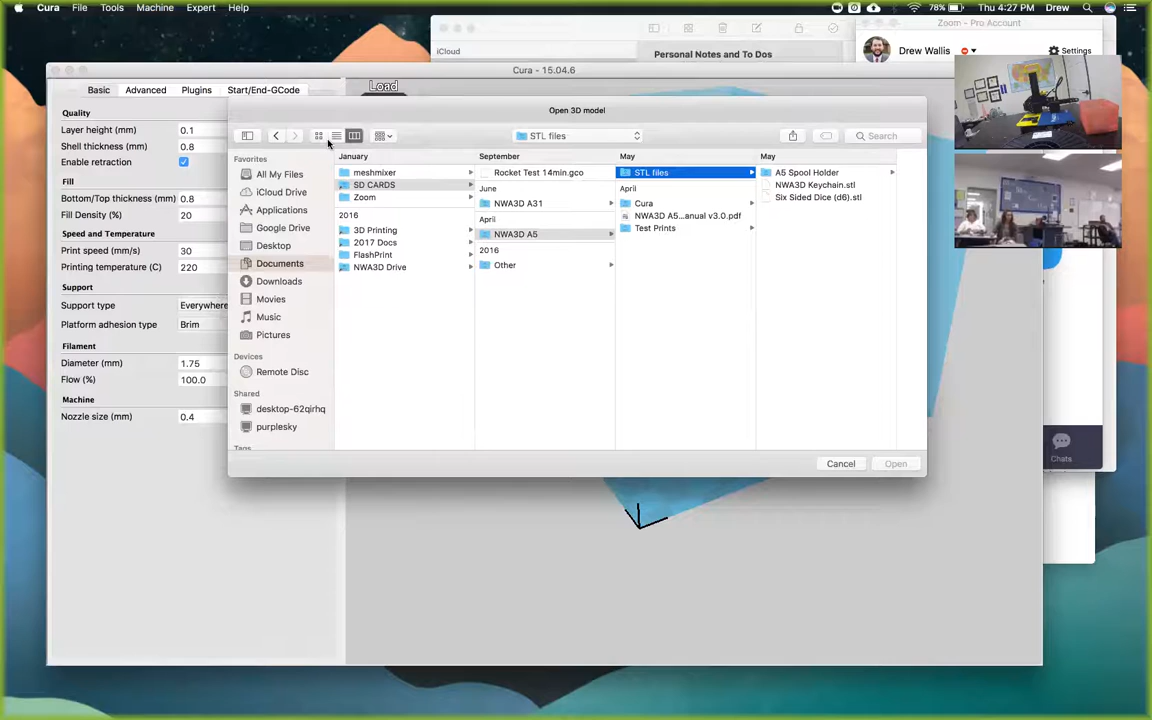 Cura File Tools Machine Expert Help 78% Thu 4:27 PM Drew
Zoom - Pro Account
iCloud
Personal Notes and To Dos
Drew Wallis
Settings
Cura - 15.04.6
Basic Advanced Plugins Start/End-GCode
Load
Open 3D model
STL files
Search
Quality
Layer height (mm) 0.1
Shell thickness (mm) 0.8
Enable retraction
Fill
Bottom/Top thickness (mm) 0.8
Fill Density (%) 20
Speed and Temperature
Print speed (mm/s) 30
Printing temperature (C) 220
Support
Support type Everywhere
Platform adhesion type Brim
Filament
Diameter (mm) 1.75
Flow (%) 100.0
Machine
Nozzle size (mm) 0.4
Favorites
All My Files
iCloud Drive
Applications
Google Drive
Desktop
Documents
Downloads
Movies
Music
Pictures
Devices
Remote Disc
Shared
desktop-62qirhq
purplesky
Tags
January
meshmixer
SD CARDS
Zoom
2016
3D Printing
2017 Docs
FlashPrint
NWA3D Drive
September
Rocket Test 14min.gco
June
NWA3D A31
April
NWA3D A5
2016
Other
May
STL files
April
Cura
NWA3D A5...anual v3.0.pdf
Test Prints
May
A5 Spool Holder
NWA3D Keychain.stl
Six Sided Dice (d6).stl
Cancel Open
Chats